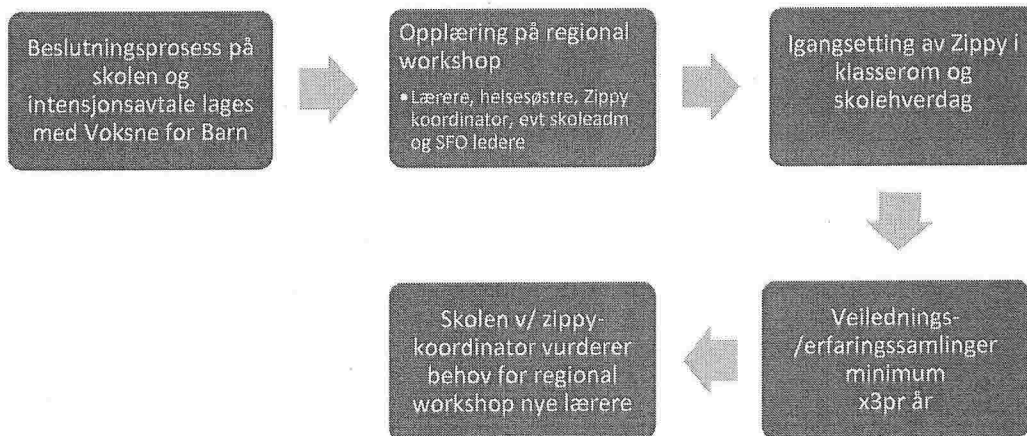 Beslutningsprosess på
skolen og
intensjonsavtale lages
med Voksne for Barn
Opplæring på regional
workshop
• Lærere, helsesøstre, Zippy
koordinator, evt skoleadm
og SFO ledere
Igangsetting av Zippy i
klasserom og
skolehverdag
Veilednings-
/erfaringssamlinger
minimum
x3pr år
Skolen v/ zippy-
koordinator vurderer
behov for regional
workshop nye lærere